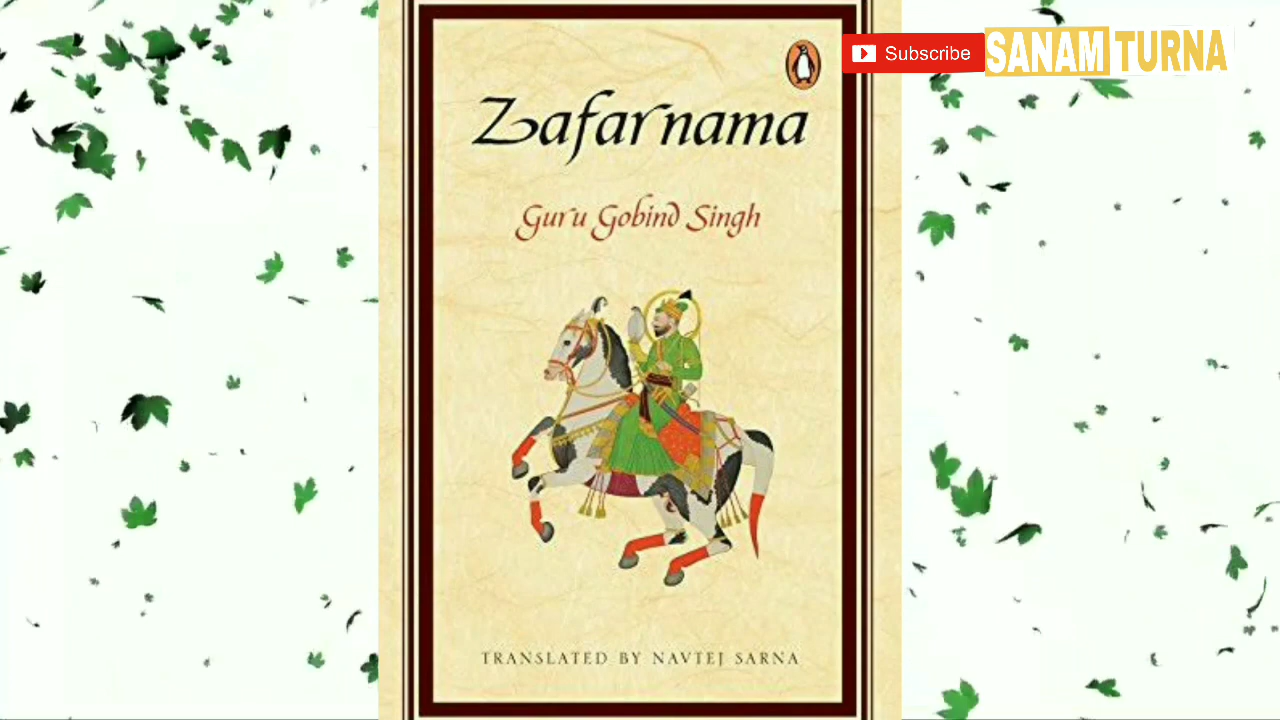 Subscribe
SANAM TURNA
Zafarnama
Guru Gobind Singh
TRANSLATED BY NAVTEJ SARNA